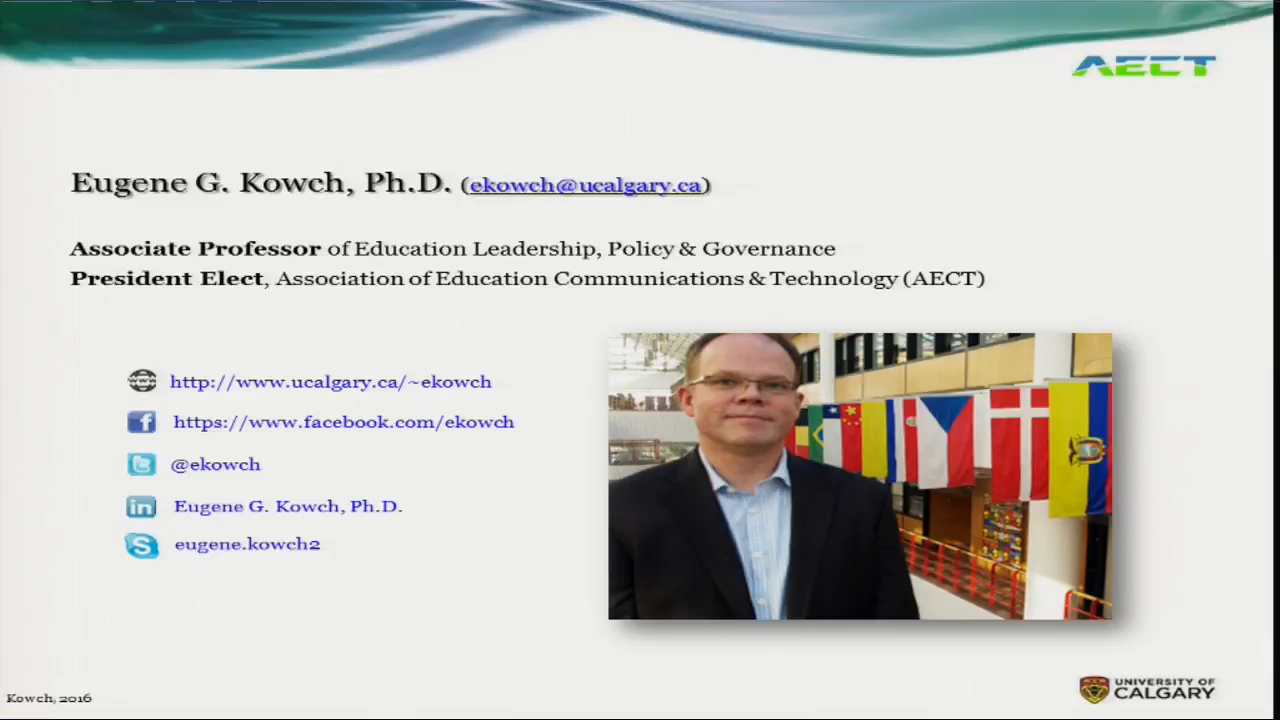 AECT
Eugene G. Kowch, Ph.D. (ekowch@ucalgary.ca)
Associate Professor of Education Leadership, Policy & Governance
President Elect, Association of Education Communications & Technology (AECT)
www
http://www.ucalgary.ca/~ekowch
f https://www.facebook.com/ekowch
@ekowch
in Eugene G. Kowch, Ph.D.
S eugene.kowch2
Kowch, 2016
UNIVERSITY OF
CALGARY